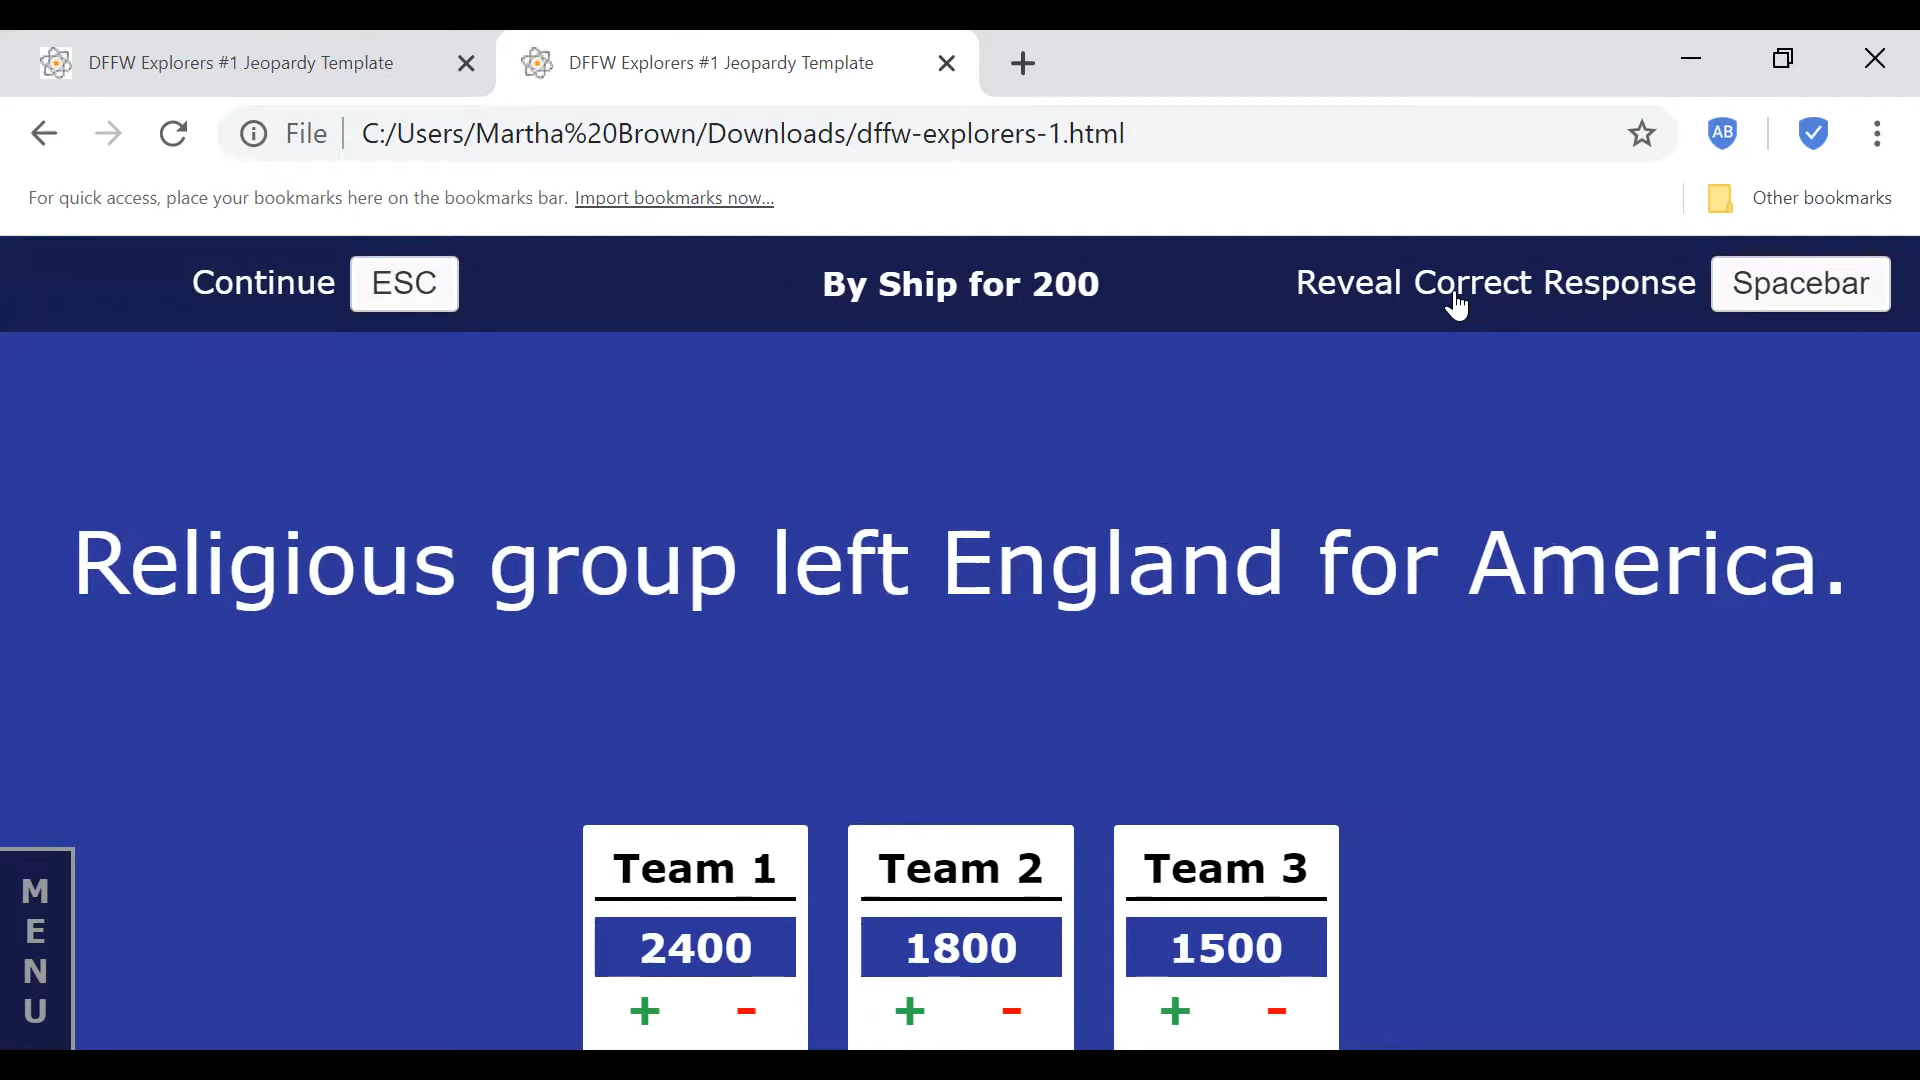 DFFW Explorers #1 Jeopardy Template
DFFW Explorers #1 Jeopardy Template
File
C:/Users/Martha%20Brown/Downloads/dffw-explorers-1.html
AB
For quick access, place your bookmarks here on the bookmarks bar. Import bookmarks now...
Other bookmarks
Continue ESC
By Ship for 200
Reveal Correct Response Spacebar
Religious group left England for America.
MENU
Team 1 Team 2 Team 3
2400 1800 1500
+ - + - + -